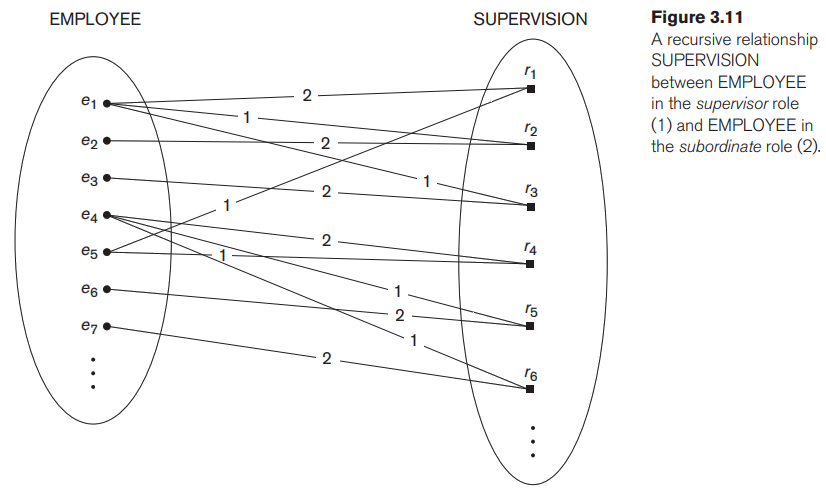 EMPLOYEE
SUPERVISION
Figure 3.11
A recursive relationship
SUPERVISION
between EMPLOYEE
in the supervisor role
(1) and EMPLOYEE in
the subordinate role (2).
e1
e2
e3
e4
e5
e6
e7
2
1
2
1
2
1
2
1
1
2
1
2
r1
r2
r3
r4
r5
r6